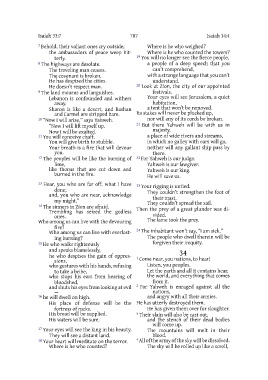 Isaiah 33:7 787 Isaiah 34:4
7 Behold, their valiant ones cry outside;
the ambassadors of peace weep bit-
terly.
8 The highways are desolate.
The traveling man ceases.
The covenant is broken.
He has despised the cities.
He doesn't respect man.
9 The land mourns and languishes.
Lebanon is confounded and withers
away.
Sharon is like a desert, and Bashan
and Carmel are stripped bare.
10 "Now I will arise," says Yahweh.
"Now I will lift myself up.
Now I will be exalted.
11 You will conceive chaff.
You will give birth to stubble.
Your breath is a fire that will devour
you.
12 The peoples will be like the burning of
lime,
like thorns that are cut down and
burned in the fire.
13 Hear, you who are far off, what I have
done;
and, you who are near, acknowledge
my might."
14 The sinners in Zion are afraid.
Trembling has seized the godless
ones.
Who among us can live with the devouring
fire?
Who among us can live with everlast-
ing burning?
15 He who walks righteously
and speaks blamelessly,
he who despises the gain of oppres-
sions,
who gestures with his hands, refusing
to take a bribe,
who stops his ears from hearing of
bloodshed,
and shuts his eyes from looking at evil
—
16 he will dwell on high.
His place of defense will be the
fortress of rocks.
His bread will be supplied.
His waters will be sure.
17 Your eyes will see the king in his beauty.
They will see a distant land.
18 Your heart will meditate on the terror.
Where is he who counted?
Where is he who weighed?
Where is he who counted the towers?
19 You will no longer see the fierce people,
a people of a deep speech that you
can't comprehend,
with a strange language that you can't
understand.
20 Look at Zion, the city of our appointed
festivals.
Your eyes will see Jerusalem, a quiet
habitation,
a tent that won't be removed.
Its stakes will never be plucked up,
nor will any of its cords be broken.
21 But there Yahweh will be with us in
majesty,
a place of wide rivers and streams,
in which no galley with oars will go,
neither will any gallant ship pass by
there.
22 For Yahweh is our judge.
Yahweh is our lawgiver.
Yahweh is our king.
He will save us.
23 Your rigging is untied.
They couldn't strengthen the foot of
their mast.
They couldn't spread the sail.
Then the prey of a great plunder was di-
vided.
The lame took the prey.
24 The inhabitant won't say, "I am sick."
The people who dwell therein will be
forgiven their iniquity.
34
1 Come near, you nations, to hear!
Listen, you peoples.
Let the earth and all it contains hear,
the world, and everything that comes
from it.
2 For Yahweh is enraged against all the
nations,
and angry with all their armies.
He has utterly destroyed them.
He has given them over for slaughter.
3 Their slain will also be cast out,
and the stench of their dead bodies
will come up.
The mountains will melt in their
blood.
4 All of the army of the sky will be dissolved.
The sky will be rolled up like a scroll,